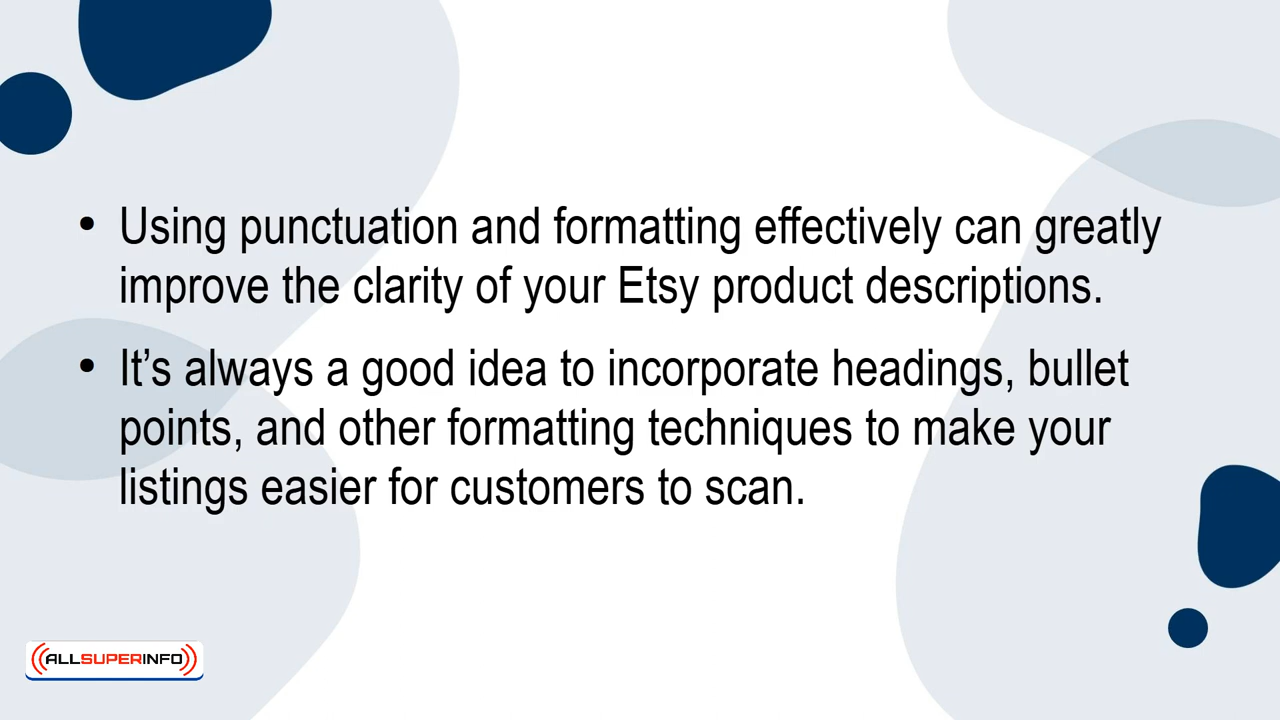 • Using punctuation and formatting effectively can greatly
improve the clarity of your Etsy product descriptions.
• It’s always a good idea to incorporate headings, bullet
points, and other formatting techniques to make your
listings easier for customers to scan.
ALLSUPERINFO